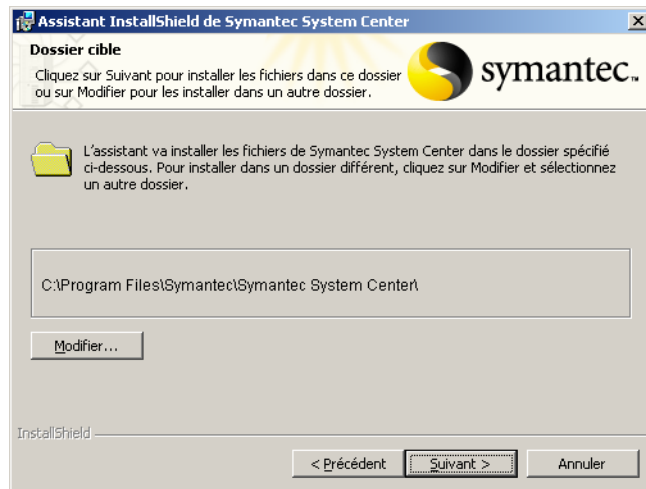 Assistant InstallShield de Symantec System Center
Dossier cible
Cliquez sur Suivant pour installer les fichiers dans ce dossier
ou sur Modifier pour les installer dans un autre dossier.
symantec.
L'assistant va installer les fichiers de Symantec System Center dans le dossier spécifié
ci-dessous. Pour installer dans un dossier différent, cliquez sur Modifier et sélectionnez
un autre dossier.
C:\Program Files\Symantec\Symantec System Center\
Modifier...
InstallShield
< Précédent
Suivant >
Annuler